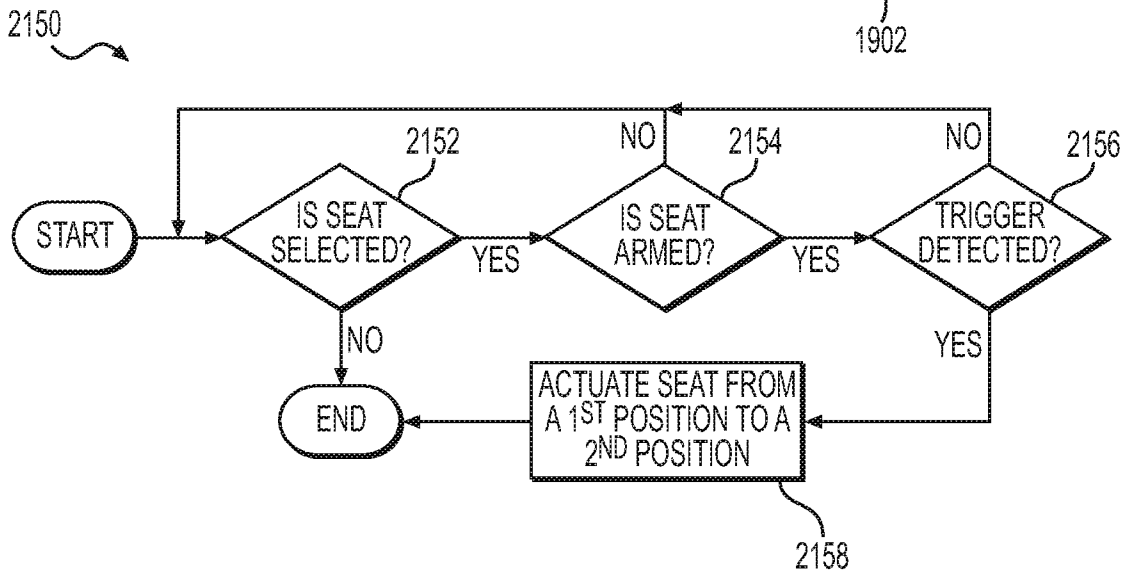 2150
1902
NO
2152
NO
2154
NO
2156
START
IS SEAT
SELECTED?
YES
IS SEAT
ARMED?
YES
TRIGGER
DETECTED?
NO
YES
END
ACTUATE SEAT FROM
A 1ST POSITION TO A
2ND POSITION
2158